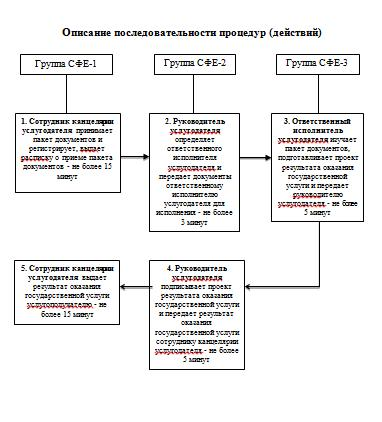 Описание последовательности процедур (действий)
Группа СФЕ-1
Группа СФЕ-2
Группа СФЕ-3
1. Сотрудник канцелярии
услугодателя принимает
пакет документов и
регистрирует, выдает
расписку о приеме пакета
документов - не более 15
минут
2. Руководитель
услугодателя
определяет
ответственного
исполнителя
услугодателя и
передает документы
ответственному
исполнителю
услугодателя для
исполнения - не более
3 минут
3. Ответственный
исполнитель
услугодателя изучает
пакет документов,
подготавливает проект
результата оказания
государственной
услуги и передает
руководителю
услугодателя - не более
5 минут
5. Сотрудник канцелярии
услугодателя выдает
результат оказания
государственной услуги
услугополучателю - не
более 15 минут
4. Руководитель
услугодателя
подписывает проект
результата оказания
государственной услуги
и передает результат
оказания
государственной услуги
сотруднику канцелярии
услугодателя - не более
5 минут